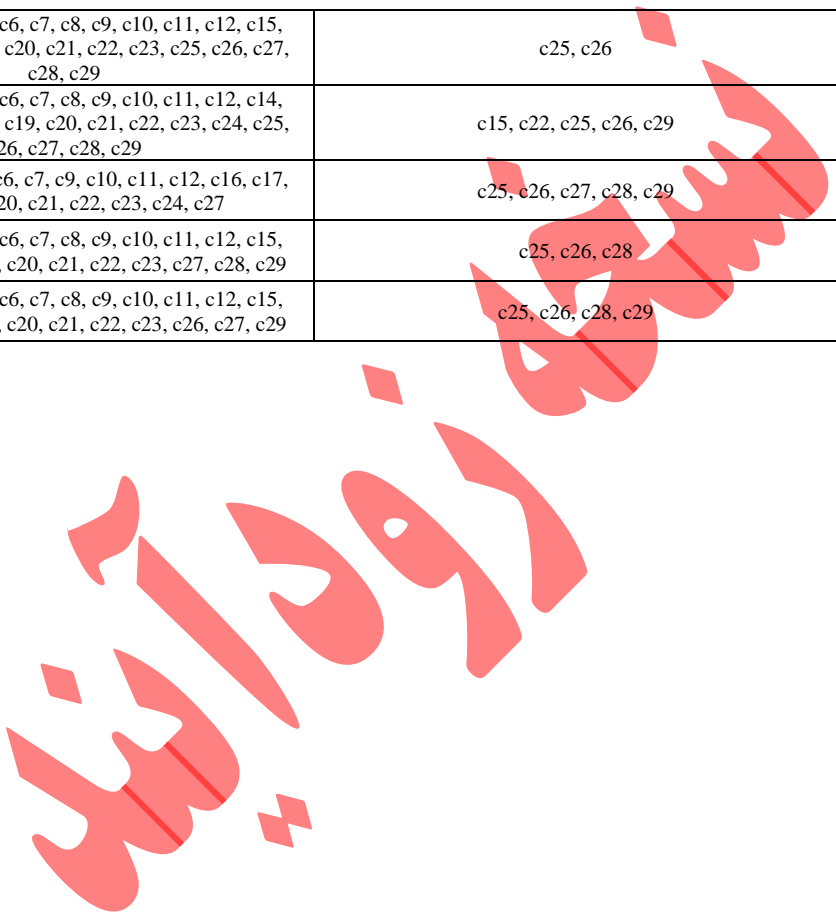 c6, c7, c8, c9, c10, c11, c12, c15,
c20, c21, c22, c23, c25, c26, c27,
c28, c29
c25, c26
c6, c7, c8, c9, c10, c11, c12, c14,
c19, c20, c21, c22, c23, c24, c25,
26, c27, c28, c29
c15, c22, c25, c26, c29
c6, c7, c9, c10, c11, c12, c16, c17,
20, c21, c22, c23, c24, c27
c25, c26, c27, c28, c29
c6, c7, c8, c9, c10, c11, c12, c15,
, c20, c21, c22, c23, c27, c28, c29
c25, c26, c28
c6, c7, c8, c9, c10, c11, c12, c15,
, c20, c21, c22, c23, c26, c27, c29
c25, c26, c28, c29
نسخه زودآیند